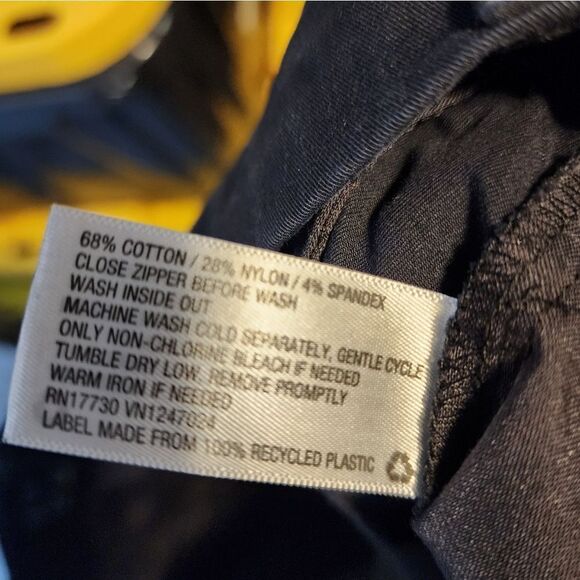 68% COTTON / 28% NYLON / 4% SPANDEX
CLOSE ZIPPER BEFORE WASH
WASH INSIDE OUT
MACHINE WASH COLD SEPARATELY, GENTLE CYCLE
ONLY NON-CHLORINE BLEACH IF NEEDED
TUMBLE DRY LOW, REMOVE PROMPTLY
WARM IRON IF NEEDED
RN17730 VN1247024
LABEL MADE FROM 100% RECYCLED PLASTIC